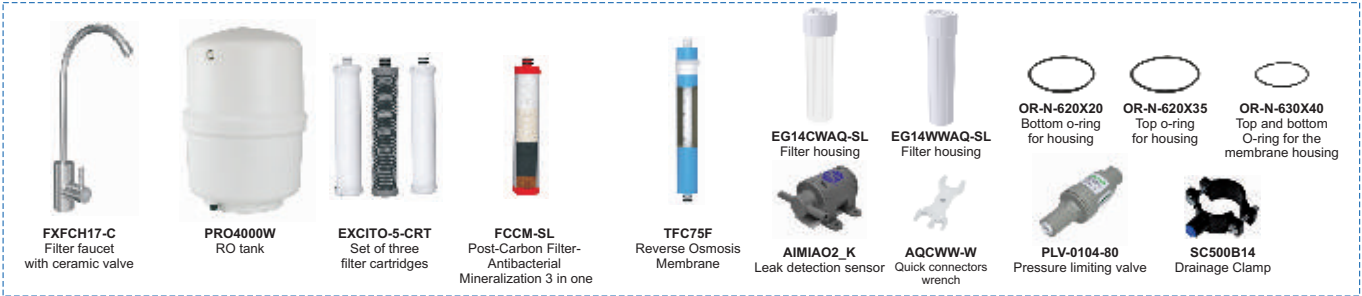 EG14CWAQ-SL
Filter housing
EG14WWAQ-SL
Filter housing
OR-N-620X20
Bottom o-ring
for housing
OR-N-620X35
Top o-ring
for housing
OR-N-630X40
Top and bottom
O-ring for the
membrane housing
FXFCH17-C
Filter faucet
with ceramic valve
PRO4000W
RO tank
EXCITO-5-CRT
Set of three
filter cartridges
FCCM-SL
Post-Carbon Filter-
Antibacterial
Mineralization 3 in one
TFC75F
Reverse Osmosis
Membrane
AIMIAO2_K
Leak detection sensor
AQCWW-W
Quick connectors
wrench
PLV-0104-80
Pressure limiting valve
SC500B14
Drainage Clamp